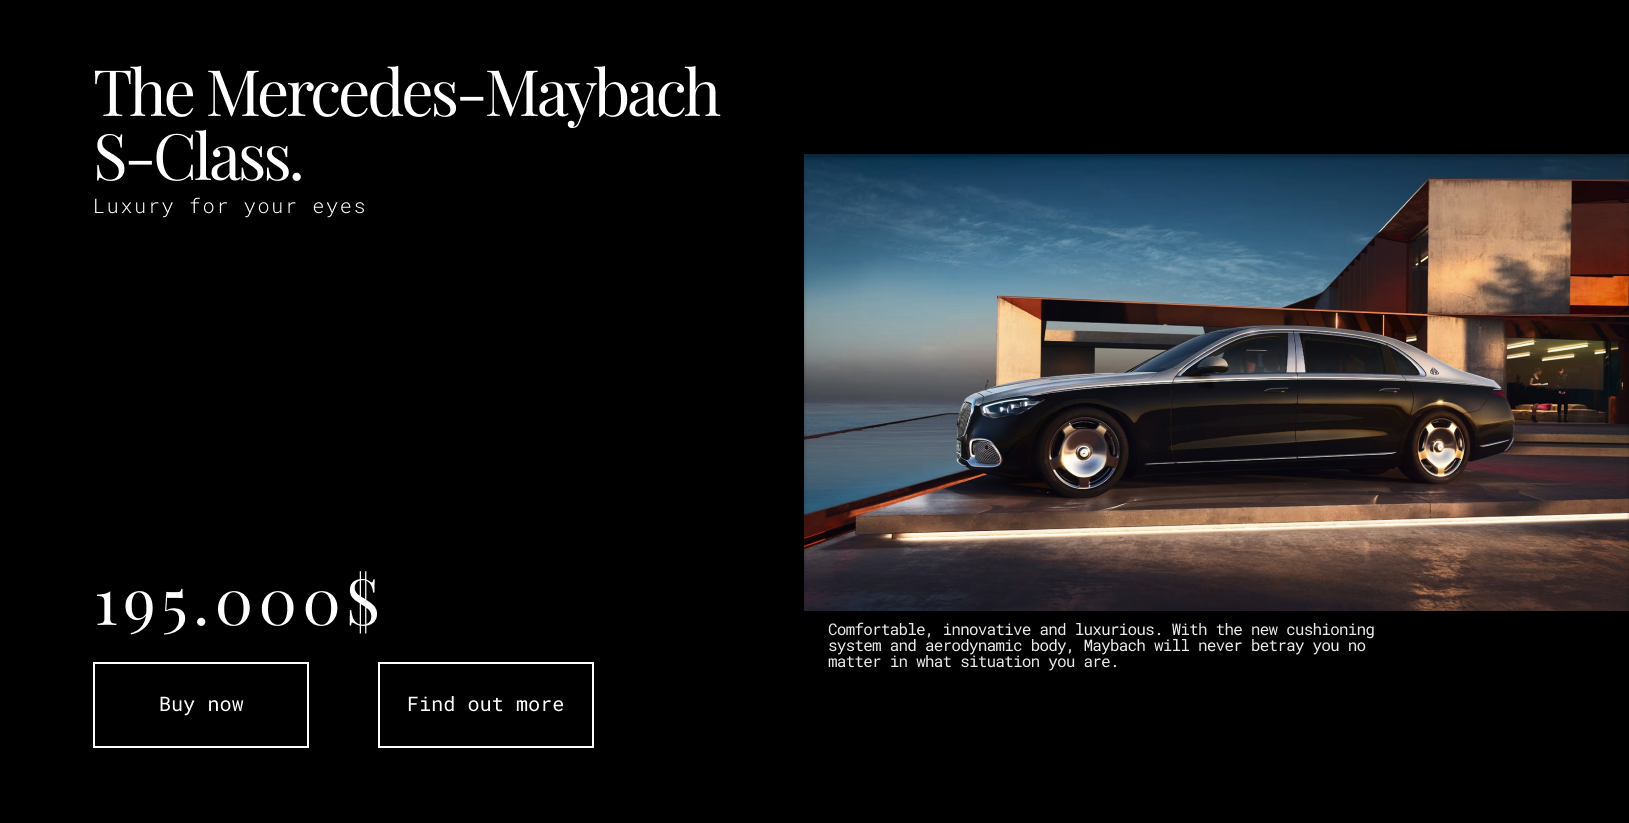 The Mercedes-Maybach
S-Class.
Luxury for your eyes
195.000$
Buy now
Find out more
Comfortable, innovative and luxurious. With the new cushioning
system and aerodynamic body, Maybach will never betray you no
matter in what situation you are.